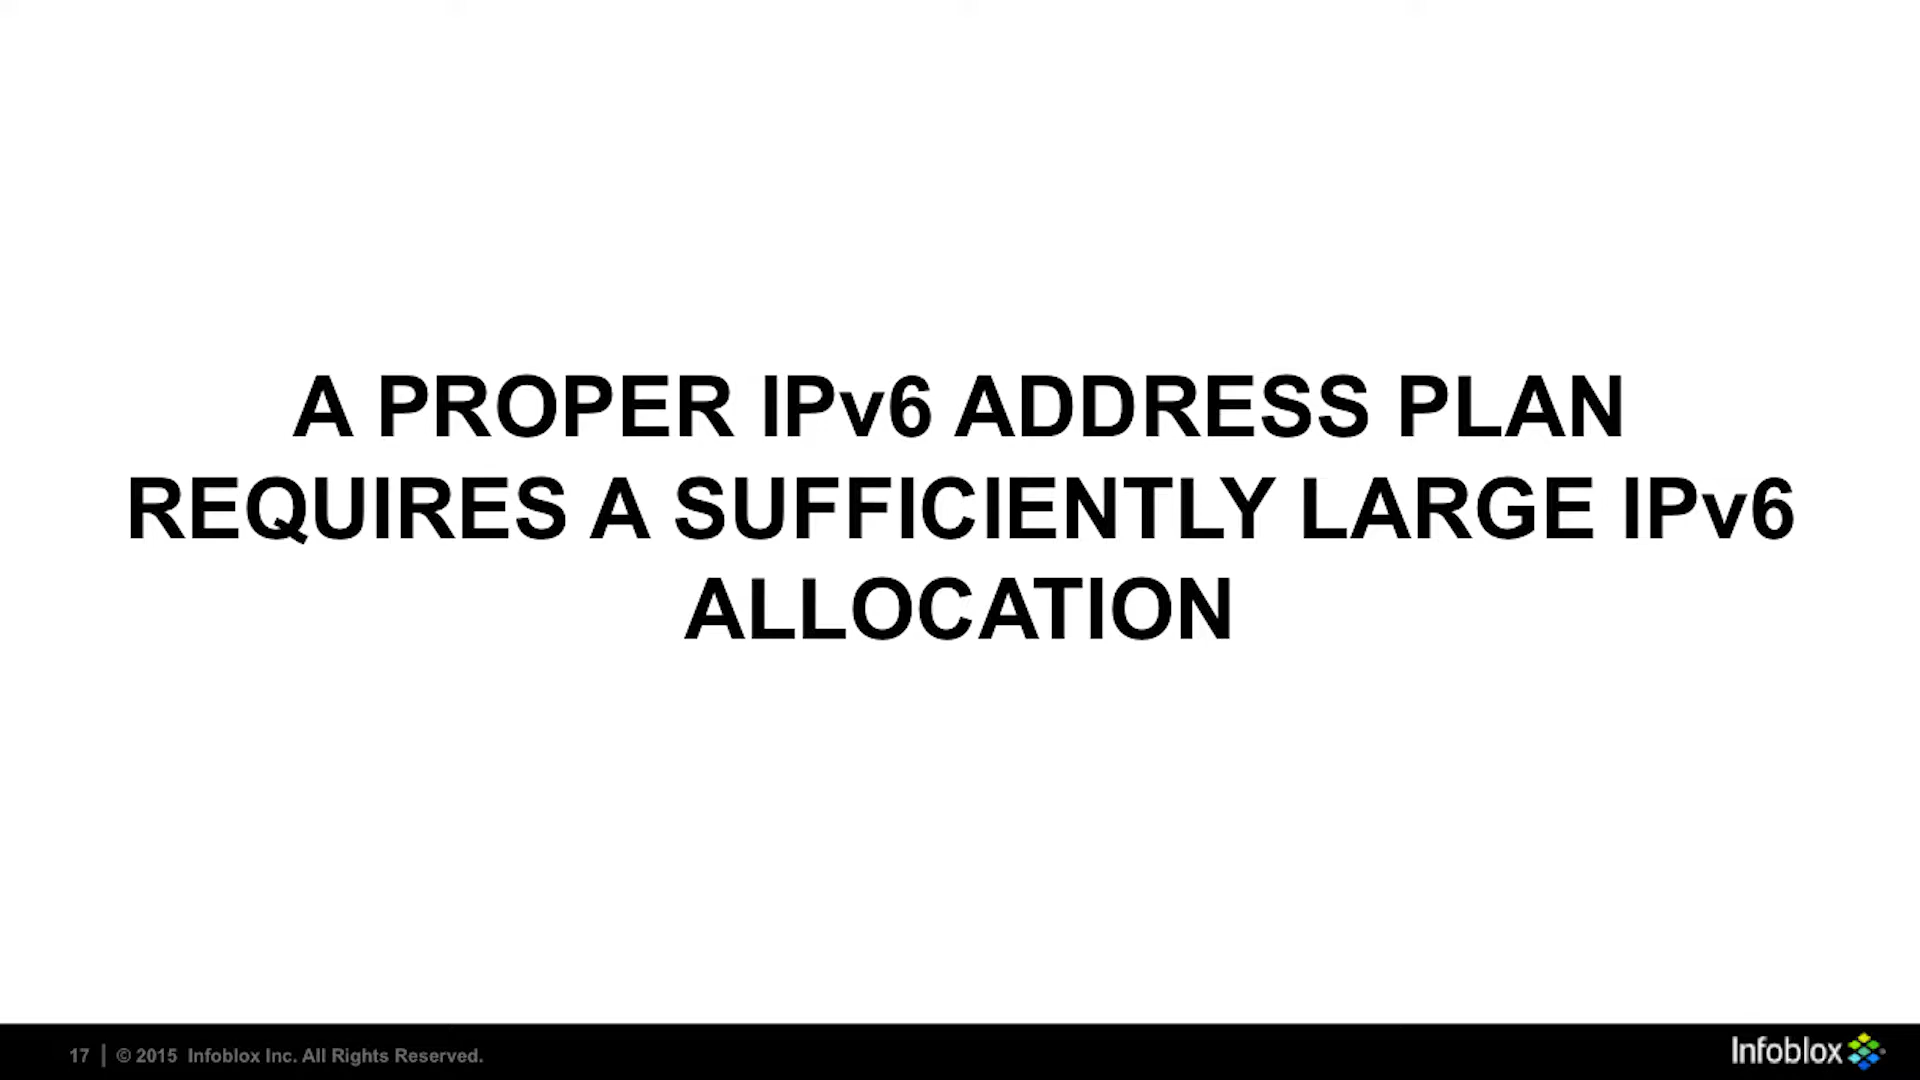 A PROPER IPv6 ADDRESS PLAN
REQUIRES A SUFFICIENTLY LARGE IPv6
ALLOCATION
17 | © 2015 Infoblox Inc. All Rights Reserved.
Infoblox